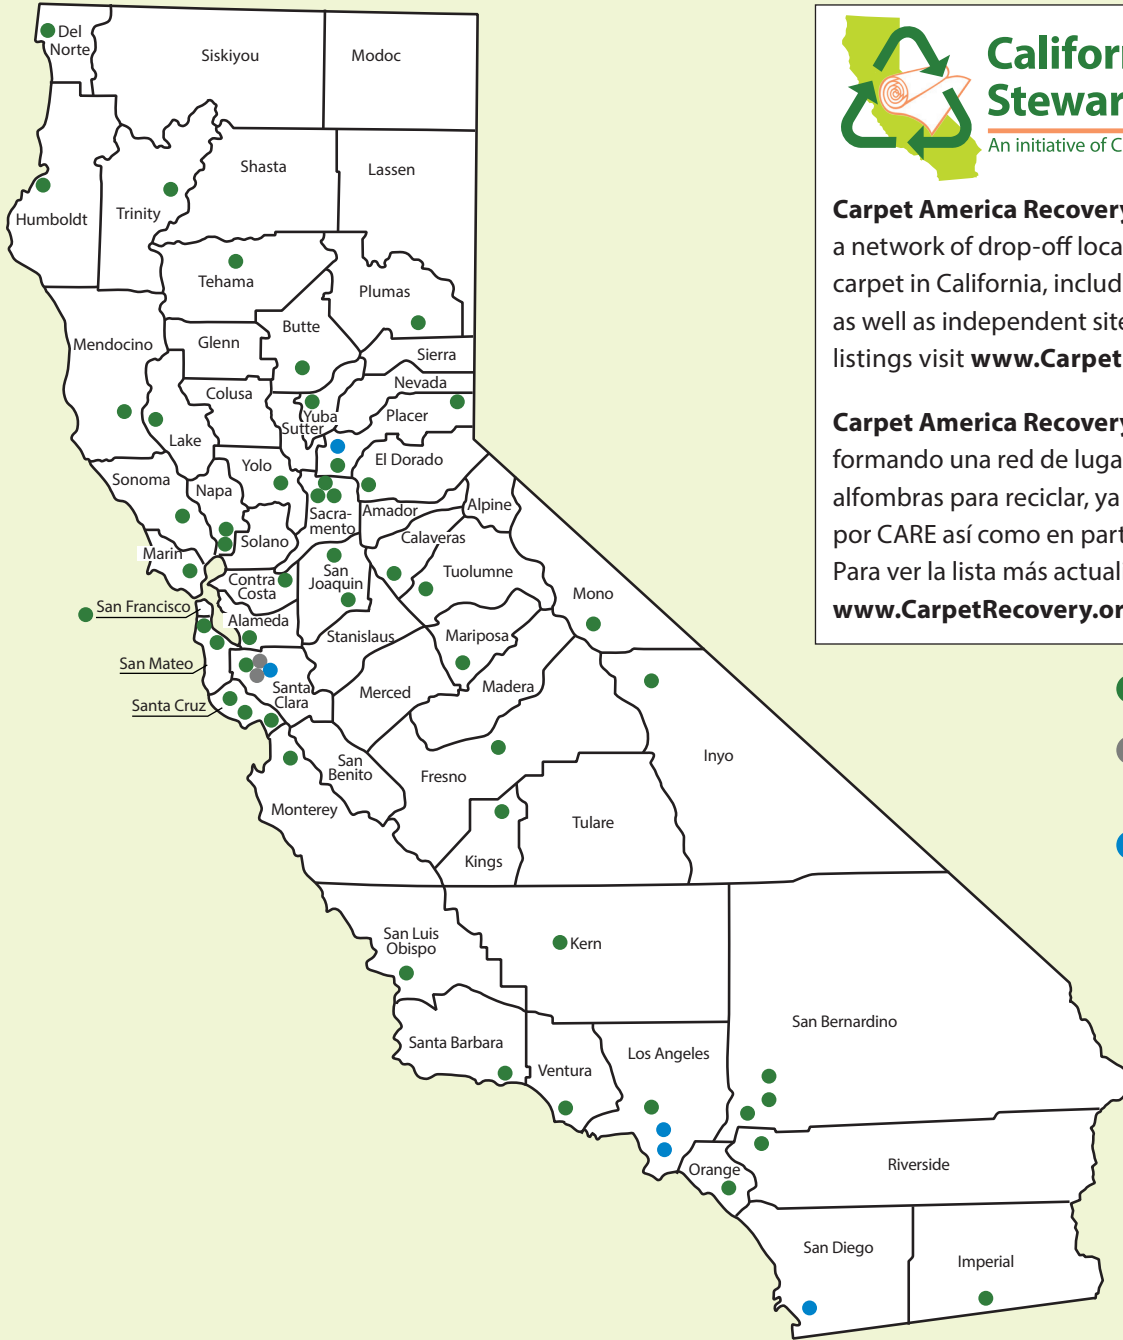 Del
Norte
Siskiyou
Modoc
Shasta
Lassen
Humboldt
Trinity
Tehama
Plumas
Butte
Mendocino
Glenn
Sierra
Nevada
Colusa
Placer
Yuba
Sutter
Lake
El Dorado
Yolo
Sonoma
Napa
Sacra-
mento
Amador
Alpine
Solano
Calaveras
Marin
San
Joaquin
Tuolumne
Contra
Costa
Mono
San Francisco
Alameda
Stanislaus
Mariposa
San Mateo
Santa
Clara
Merced
Madera
Santa Cruz
San
Benito
Fresno
Inyo
Monterey
Tulare
Kings
San Luis
Obispo
Kern
San Bernardino
Santa Barbara
Los Angeles
Ventura
Orange
Riverside
San Diego
Imperial
Califor
Stewar
An initiative of C
Carpet America Recovery
a network of drop-off loca
carpet in California, includ
as well as independent site
listings visit www.Carpet
Carpet America Recovery
formando una red de luga
alfombras para reciclar, ya
por CARE así como en part
Para ver la lista más actuali
www.CarpetRecovery.or